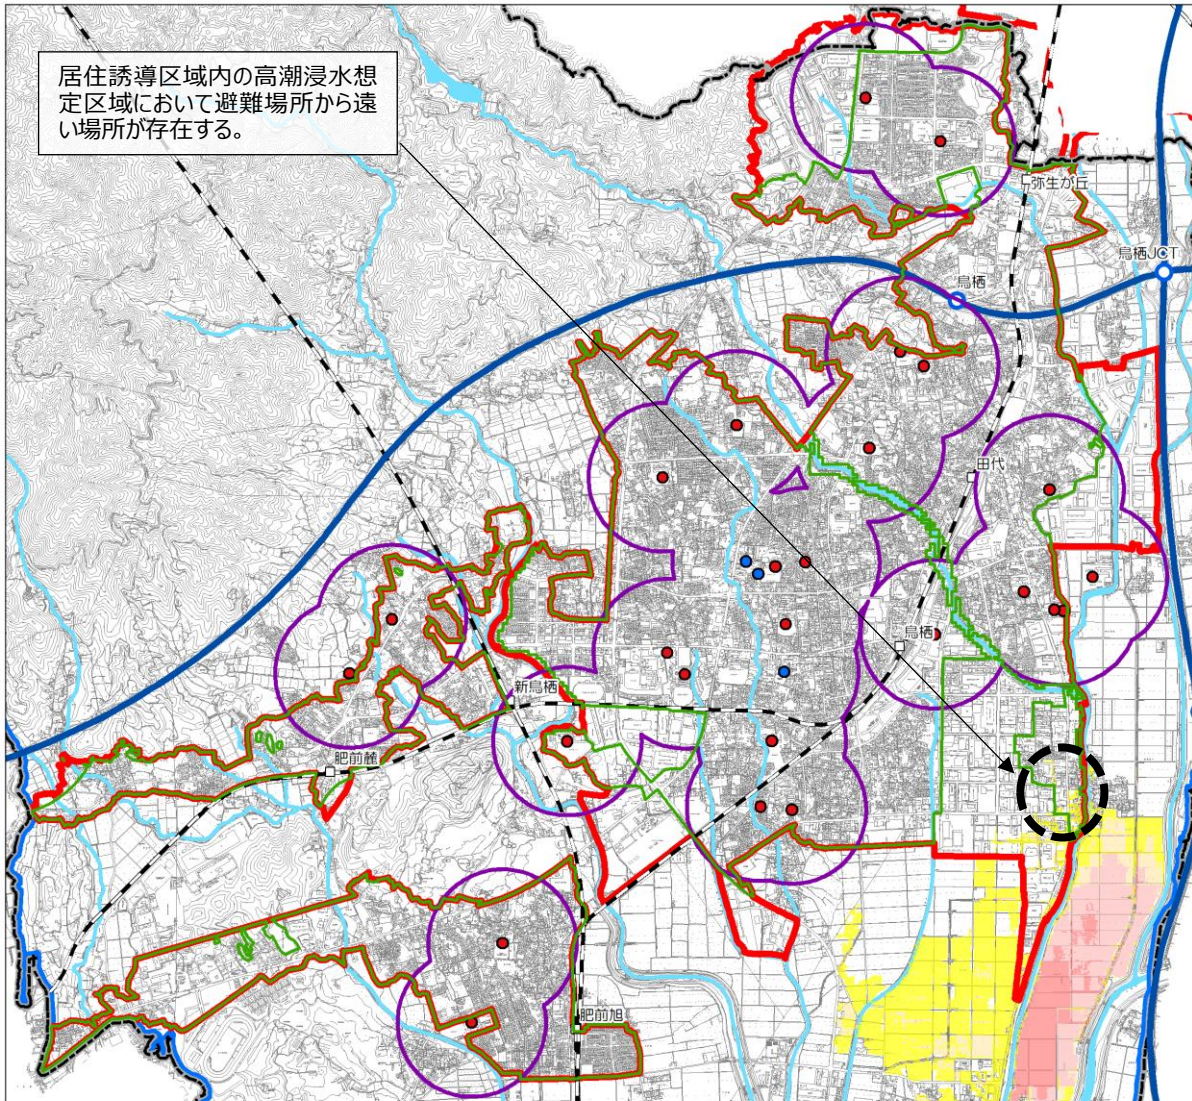 居住誘導区域内の高潮浸水想
定区域において避難場所から遠
い場所が存在する。
弥生が丘
鳥栖JCT
鳥栖
田代
鳥栖
新鳥栖
肥前麓
肥前旭